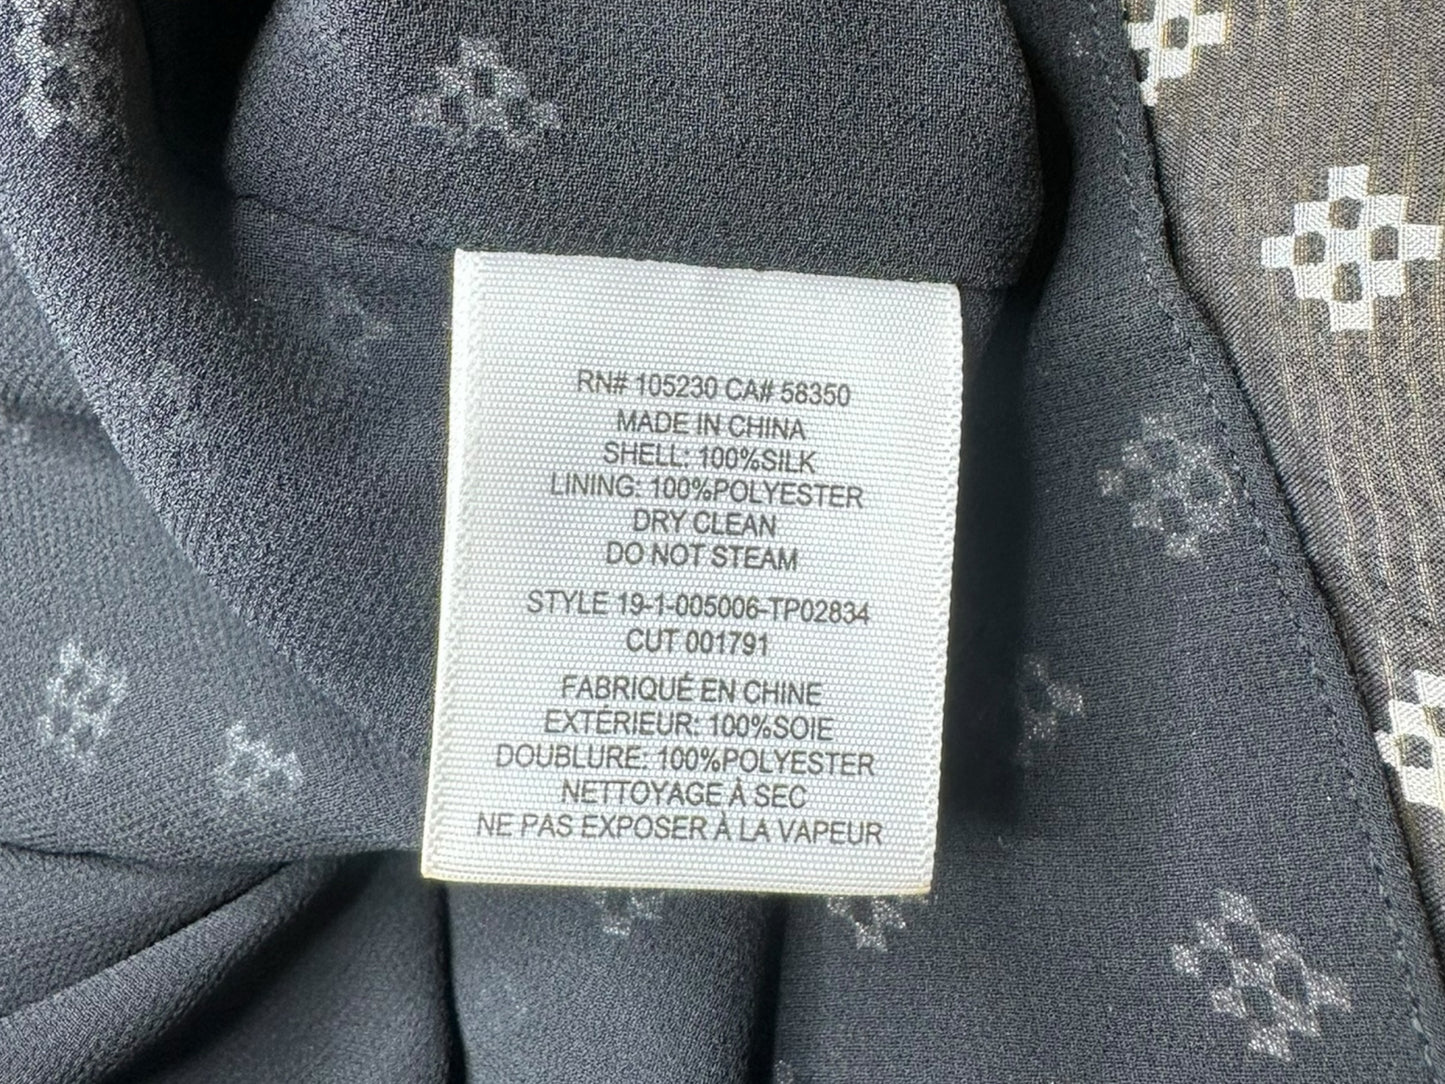 RN# 105230 CA# 58350
MADE IN CHINA
SHELL: 100%SILK
LINING: 100%POLYESTER
DRY CLEAN
DO NOT STEAM
STYLE 19-1-005006-TP02834
CUT 001791
FABRIQUÉ EN CHINE
EXTÉRIEUR: 100%SOIE
DOUBLURE: 100%POLYESTER
NETTOYAGE À SEC
NE PAS EXPOSER À LA VAPEUR